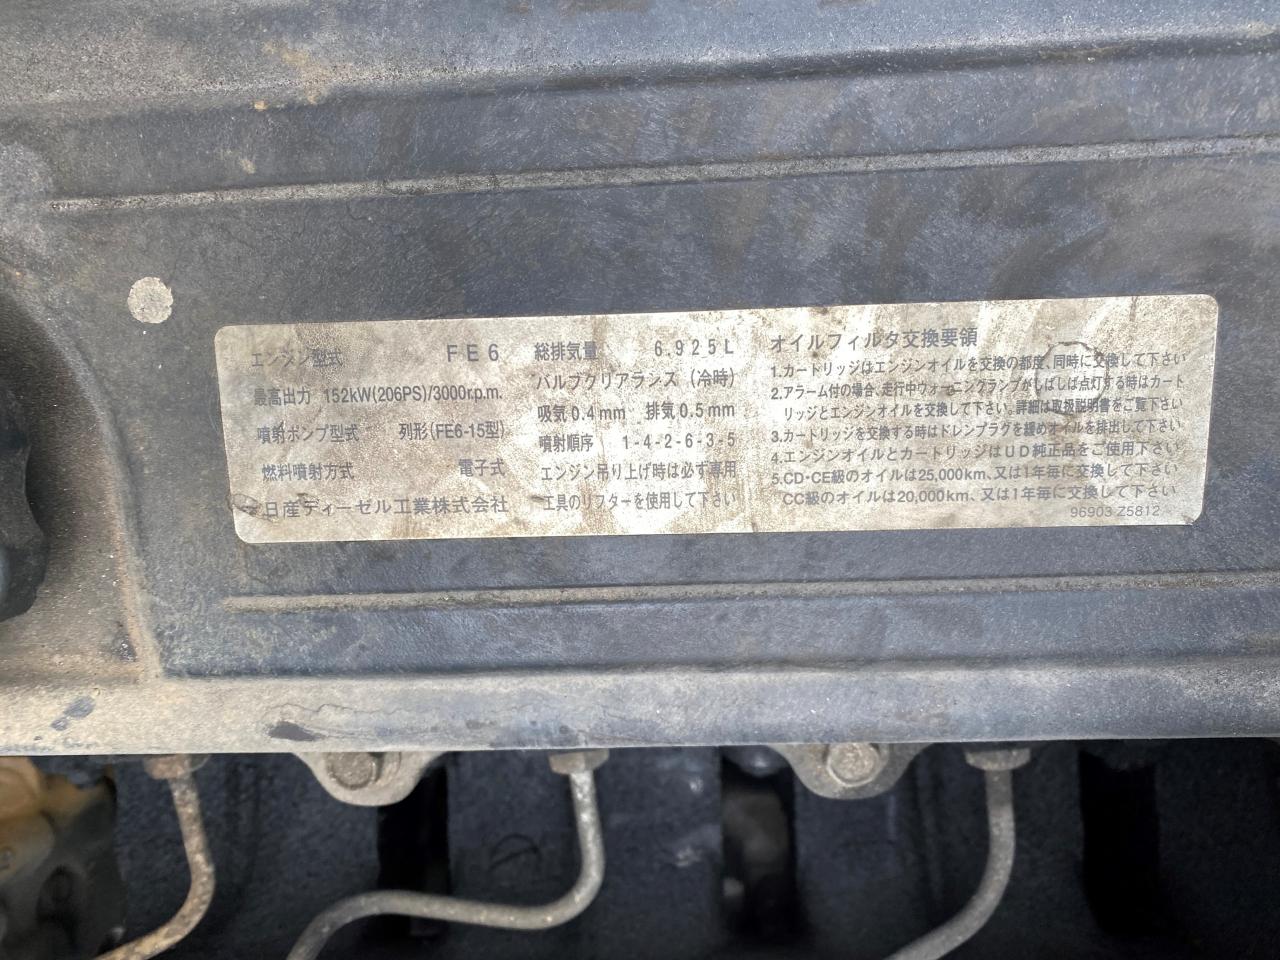 エンジン型式 FE6
最高出力 152kW(206PS)/3000r.p.m.
噴射ポンプ型式 列形(FE6-15型)
燃料噴射方式 電子式
日産ディーゼル工業株式会社
総排気量 6.925L
バルブクリアランス(冷時)
吸気0.4mm 排気0.5mm
噴射順序 1-4-2-6-3-5
エンジン吊り上げ時は必ず専用
工具のリフターを使用して下さい
オイルフィルタ交換要領
1.カートリッジはエンジンオイルを交換の都度、同時に交換して下さい
2.アラーム付の場合、走行中ウォーニングランプがしばしば点灯する時はカート
リッジとエンジンオイルを交換して下さい。詳細は取扱説明書をご覧下さい
3.カートリッジを交換する時はドレンプラグを緩めオイルを排出して下さい
4.エンジンオイルとカートリッジはUD純正品をご使用下さい
5.CD・CE級のオイルは25,000km、又は1年毎に交換して下さい
CC級のオイルは20,000km、又は1年毎に交換して下さい
96903 Z5812